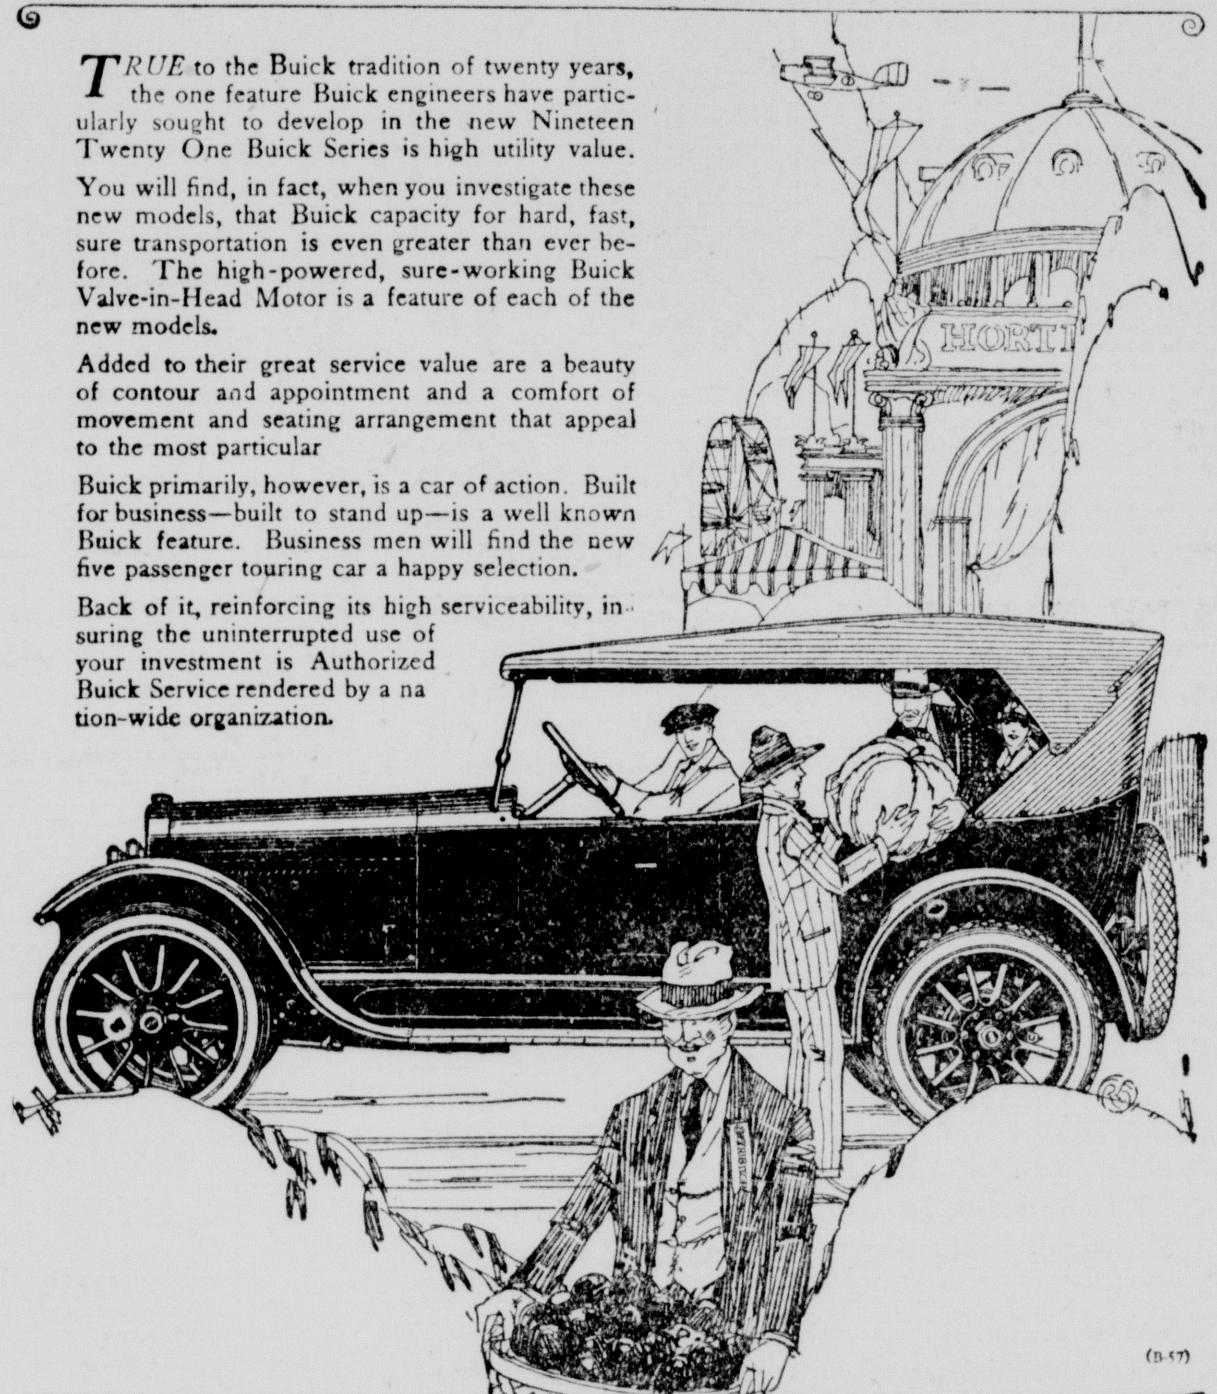 TRUE to the Buick tradition of twenty years,
the one feature Buick engineers have partic-
ularly sought to develop in the new Nineteen
Twenty One Buick Series is high utility value.
You will find, in fact, when you investigate these
new models, that Buick capacity for hard, fast,
sure transportation is even greater than ever be-
fore. The high-powered, sure-working Buick
Valve-in-Head Motor is a feature of each of the
new models.
Added to their great service value are a beauty
of contour and appointment and a comfort of
movement and seating arrangement that appeal
to the most particular
Buick primarily, however, is a car of action. Built
for business—built to stand up—is a well known
Buick feature. Business men will find the new
five passenger touring car a happy selection.
Back of it, reinforcing its high serviceability, in-
suring the uninterrupted use of
your investment is Authorized
Buick Service rendered by a na
tion-wide organization.
HORTI
(B-57)